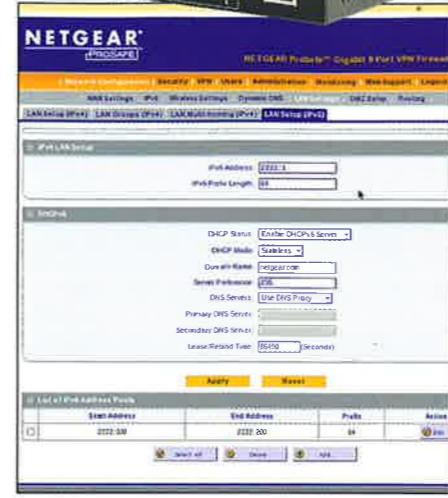 NETGEAR®
PROSAFE
NETGEAR ProSafe™ Gigabit 8 Port VPN Firewall
Network Configuration | Security | VPN | Users | Administration | Monitoring | Web Support | Logout
WAN Settings IPv6 Wireless Settings Dynamic DNS LAN Settings DMZ Setup Routing
LAN Setup (IPv4) LAN Groups (IPv4) LAN Multi-homing (IPv4) LAN Setup (IPv6)
IPv6 LAN Setup
IPv6 Address:
IPv6 Prefix Length: 64
DHCPv6
DHCP Status: Enable DHCPv6 Server
DHCP Mode: Stateless
Domain Name: netgear.com
Server Preference: 255
DNS Servers: Use DNS Proxy
Primary DNS Server:
Secondary DNS Server:
Lease/Rebind Time: (Seconds)
Apply Reset
List of IPv6 Address Pools
Start Address End Address Prefix Action
64
Select All Delete Add